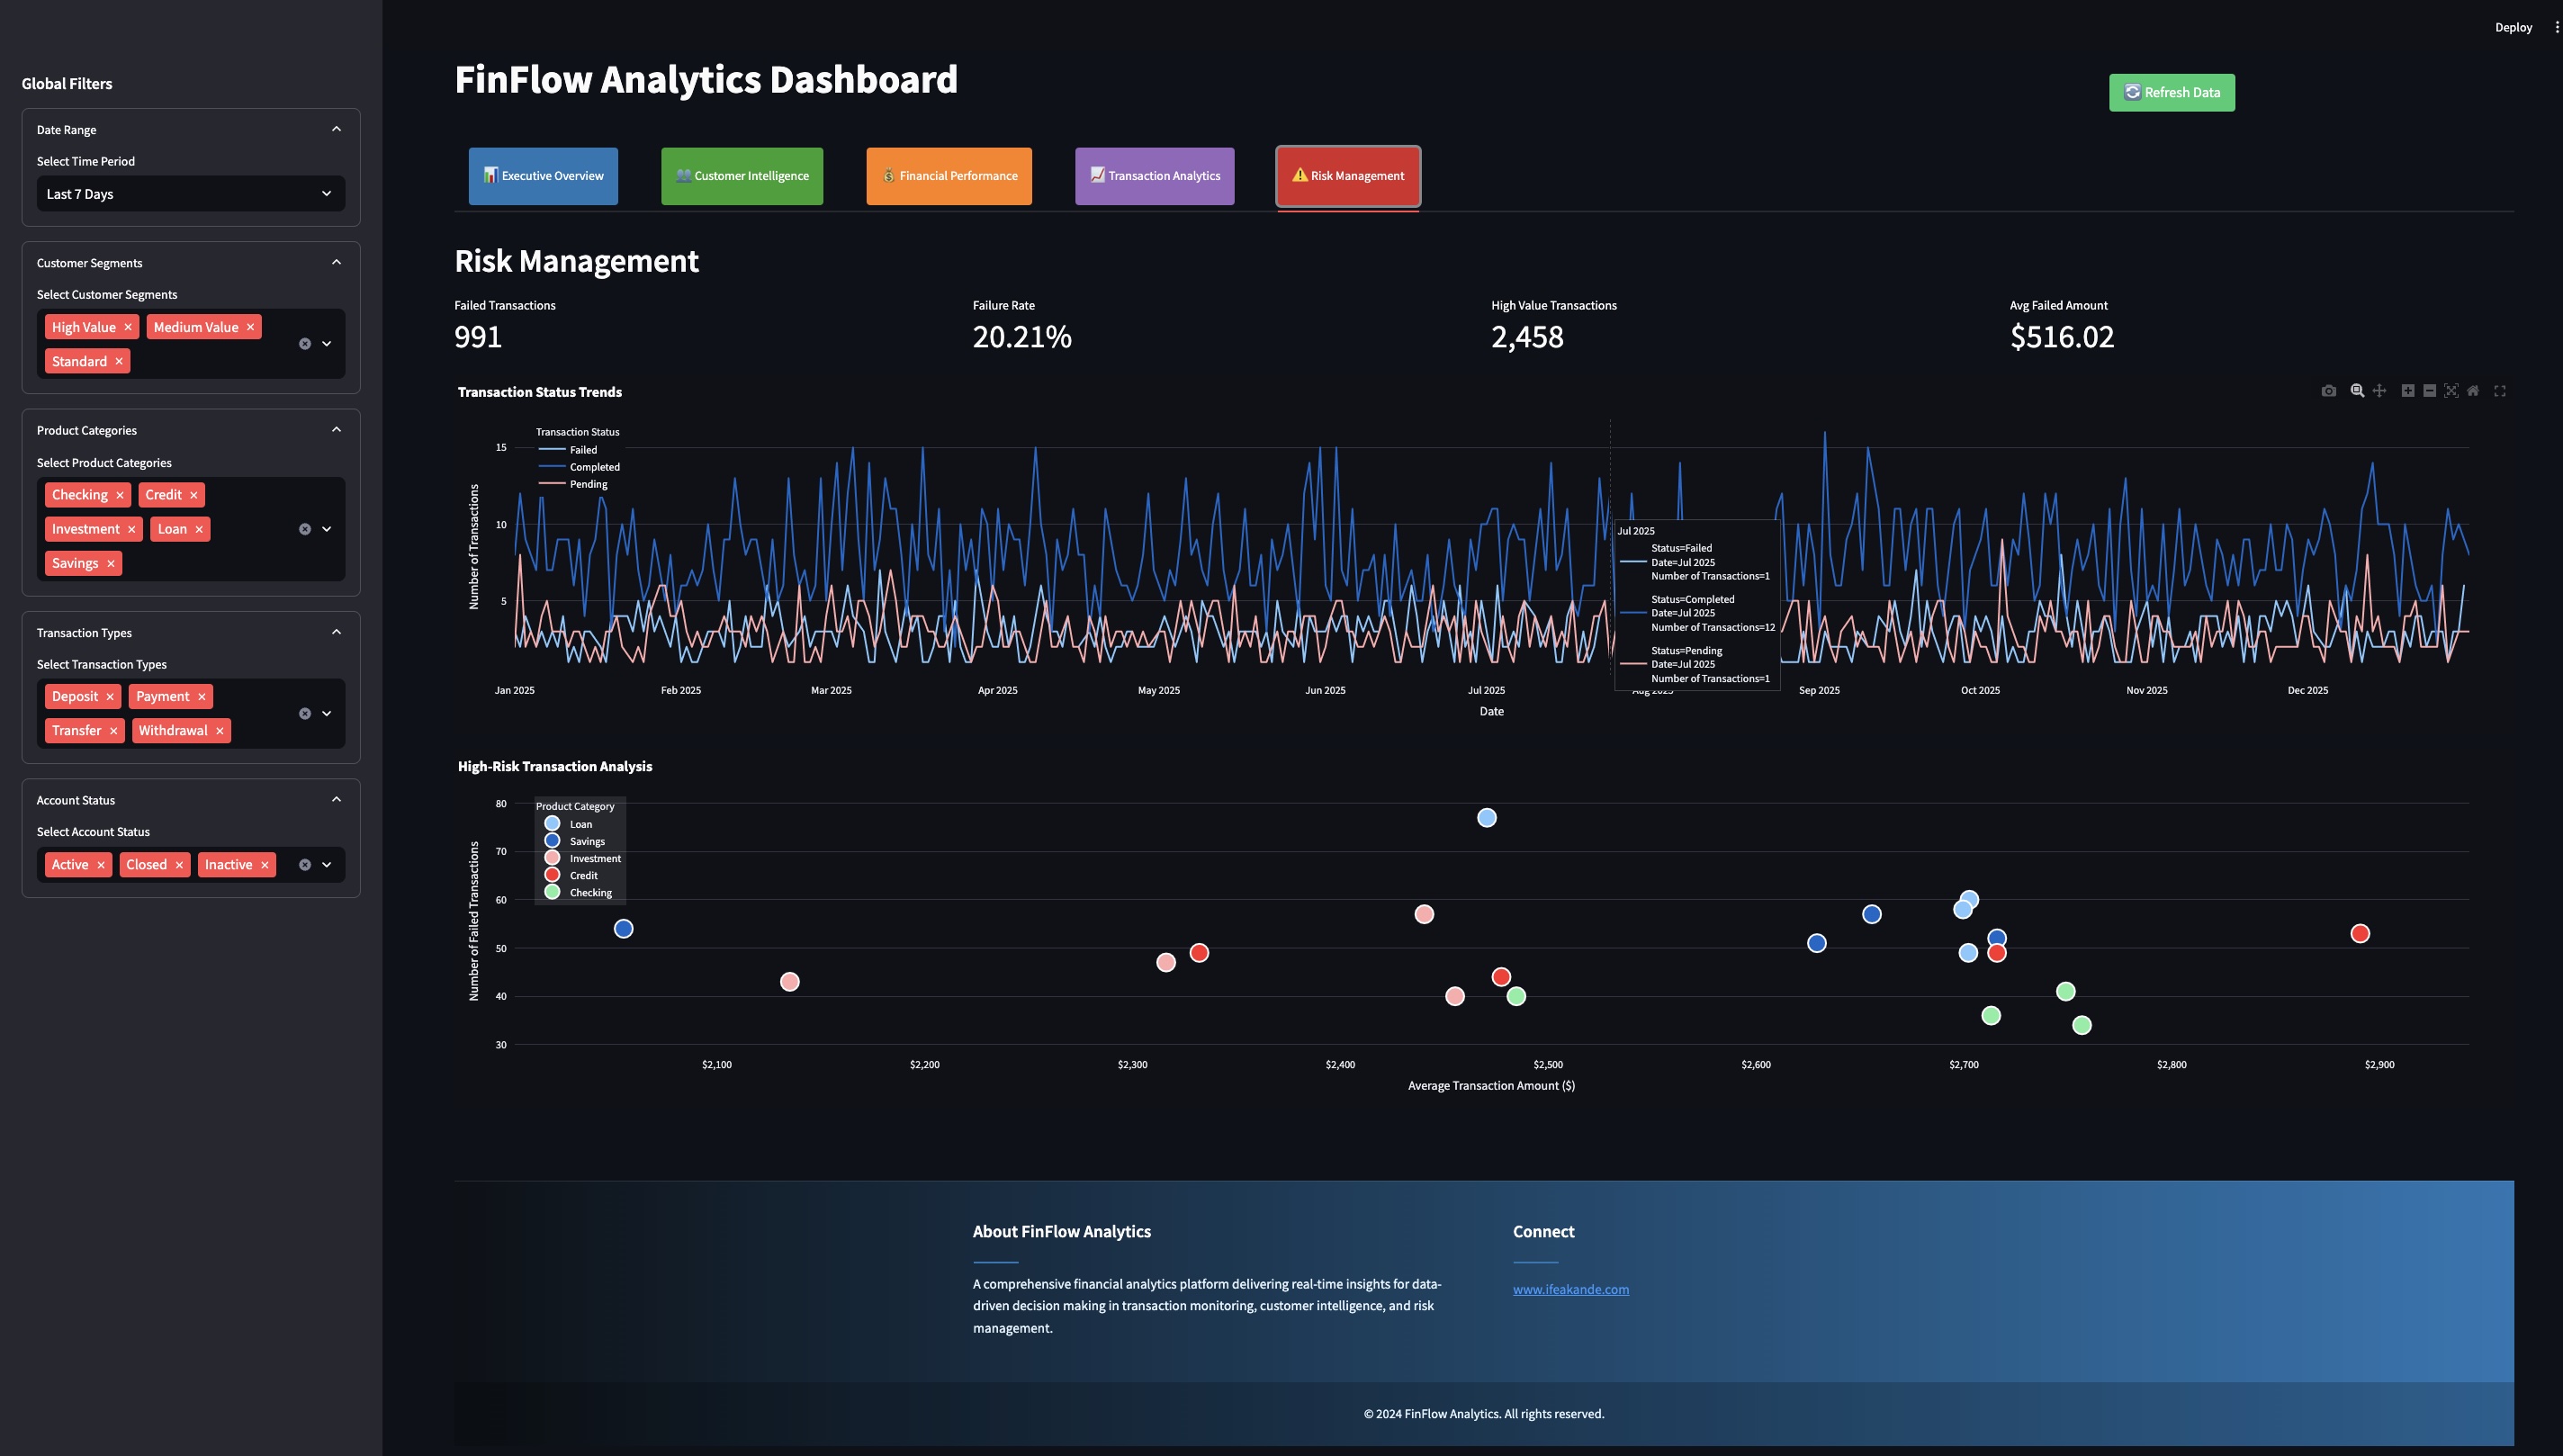 Deploy
Global Filters
Date Range
Select Time Period
Last 7 Days
Customer Segments
Select Customer Segments
High Value × Medium Value ×
Standard ×
Product Categories
Select Product Categories
Checking × Credit ×
Investment × Loan ×
Savings ×
Transaction Types
Select Transaction Types
Deposit × Payment ×
Transfer × Withdrawal ×
Account Status
Select Account Status
Active × Closed × Inactive ×
FinFlow Analytics Dashboard
Refresh Data
Executive Overview
Customer Intelligence
Financial Performance
Transaction Analytics
Risk Management
Risk Management
Failed Transactions
991
Failure Rate
20.21%
High Value Transactions
2,458
Avg Failed Amount
$516.02
Transaction Status Trends
Transaction Status
Failed
Completed
Pending
Number of Transactions
15
10
5
Jul 2025
Status=Failed
Date=Jul 2025
Number of Transactions=1
Status=Completed
Date=Jul 2025
Number of Transactions=12
Status=Pending
Date=Jul 2025
Number of Transactions=1
Jan 2025 Feb 2025 Mar 2025 Apr 2025 May 2025 Jun 2025 Jul 2025 Aug 2025 Sep 2025 Oct 2025 Nov 2025 Dec 2025
Date
High-Risk Transaction Analysis
Product Category
Loan
Savings
Investment
Credit
Checking
Number of Failed Transactions
80
70
60
50
40
30
$2,100 $2,200 $2,300 $2,400 $2,500 $2,600 $2,700 $2,800 $2,900
Average Transaction Amount ($)
About FinFlow Analytics
A comprehensive financial analytics platform delivering real-time insights for data-
driven decision making in transaction monitoring, customer intelligence, and risk
management.
Connect
www.ifeakande.com
© 2024 FinFlow Analytics. All rights reserved.